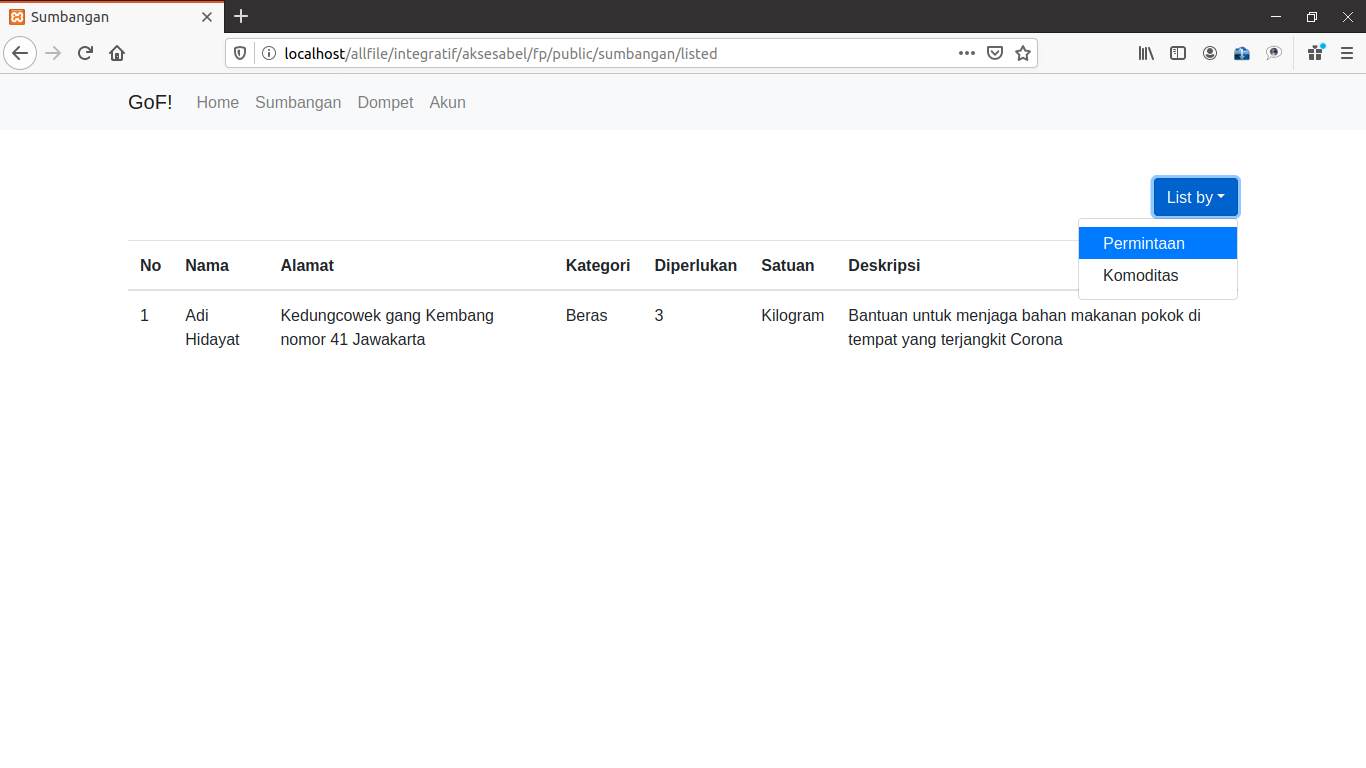 Sumbangan
localhost/allfile/integratif/aksesabel/fp/public/sumbangan/listed
GoF! Home Sumbangan Dompet Akun
List by
Permintaan
Komoditas
No Nama Alamat Kategori Diperlukan Satuan Deskripsi
1 Adi Kedungcowek gang Kembang Beras 3 Kilogram Bantuan untuk menjaga bahan makanan pokok di
Hidayat nomor 41 Jawakarta tempat yang terjangkit Corona